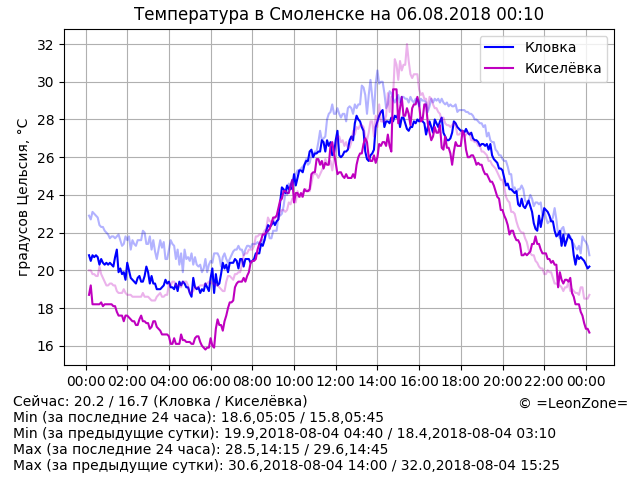 Температура в Смоленске на 06.08.2018 00:10
градусов Цельсия, °C
32
30
28
26
24
22
20
18
16
Кловка
Киселёвка
00:00 02:00 04:00 06:00 08:00 10:00 12:00 14:00 16:00 18:00 20:00 22:00 00:00
Сейчас: 20.2 / 16.7 (Кловка / Киселёвка)
© =LeonZone=
Min (за последние 24 часа): 18.6,05:05 / 15.8,05:45
Min (за предыдущие сутки): 19.9,2018-08-04 04:40 / 18.4,2018-08-04 03:10
Max (за последние 24 часа): 28.5,14:15 / 29.6,14:45
Max (за предыдущие сутки): 30.6,2018-08-04 14:00 / 32.0,2018-08-04 15:25